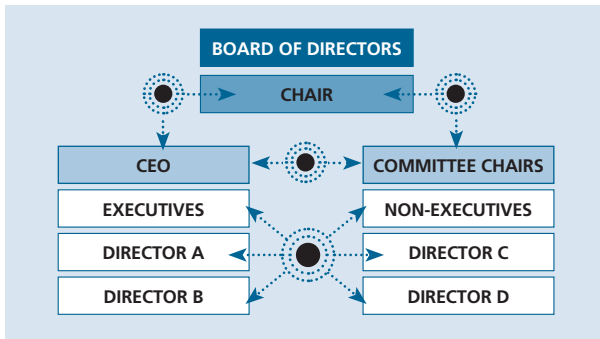 BOARD OF DIRECTORS
CHAIR
CEO
COMMITTEE CHAIRS
EXECUTIVES
NON-EXECUTIVES
DIRECTOR A
DIRECTOR C
DIRECTOR B
DIRECTOR D